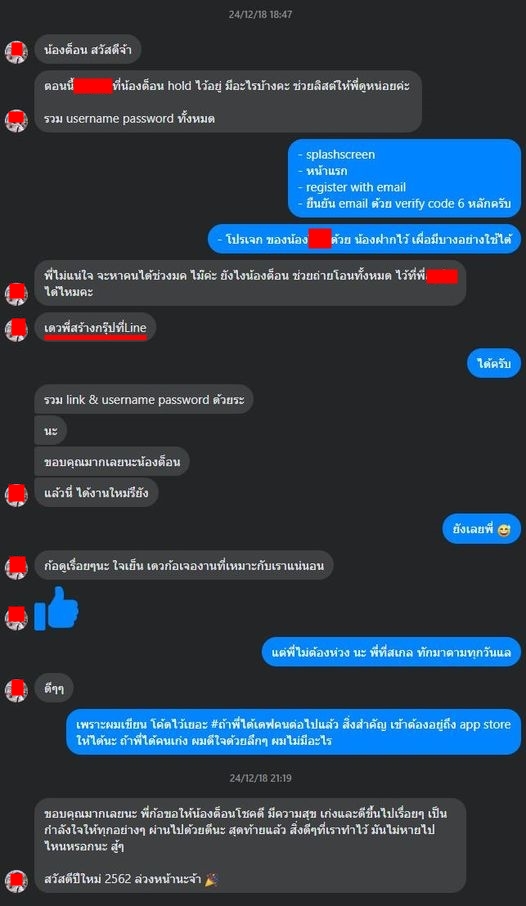 24/12/18 18:47
น้องต็อน สวัสดีจ้า
ตอนนี้
ที่น้องต็อน hold ไว้อยู่ มีอะไรบ้างคะ ช่วยลิสต์ให้พี่ดูหน่อยค่ะ
รวม username password ทั้งหมด
- splashscreen
- หน้าแรก
- register with email
- ยืนยัน email ด้วย verify code 6 หลักครับ
- โปรเจก ของน้อง
ด้วย น้องฝากไว้ เผื่อมีบางอย่างใช้ได้
พี่ไม่แน่ใจ จะหาคนได้ช่วงมค ไม๊ค่ะ ยังไงน้องต็อน ช่วยถ่ายโอนทั้งหมด ไว้ที่พี่
ได้ไหมคะ
เดวพี่สร้างกรุ๊ปที่Line
ได้ครับ
รวม link & username password ด้วยระ
นะ
ขอบคุณมากเลยนะน้องต็อน
แล้วนี่ ได้งานใหม่รึยัง
ยังเลยพี่ 😅
ก้อดูเรื่อยๆนะ ใจเย็น เดวก้อเจองานที่เหมาะกับเราแน่นอน
แต่พี่ไม่ต้องห่วง นะ พี่ที่สเกล ทักมาตามทุกวันแล
ดีๆๆ
เพราะผมเขียน โค้ดไว้เยอะ #ถ้าพี่ได้เดฟคนต่อไปแล้ว สิ่งสำคัญ เข้าต้องอยู่ถึง app store
ให้ได้นะ ถ้าพี่ได้คนเก่ง ผมดีใจด้วยลึกๆ ผมไม่มีอะไร
24/12/18 21:19
ขอบคุณมากเลยนะ พี่ก้อขอให้น้องต็อนโชคดี มีความสุข เก่งและดีขึ้นไปเรื่อยๆ เป็น
กำลังใจให้ทุกอย่างๆ ผ่านไปด้วยดีนะ สุดท้ายแล้ว สิ่งดีๆที่เราทำไว้ มันไม่หายไป
ไหนหรอกนะ สู้ๆ
สวัสดีปีใหม่ 2562 ล่วงหน้านะจ้า 🎉